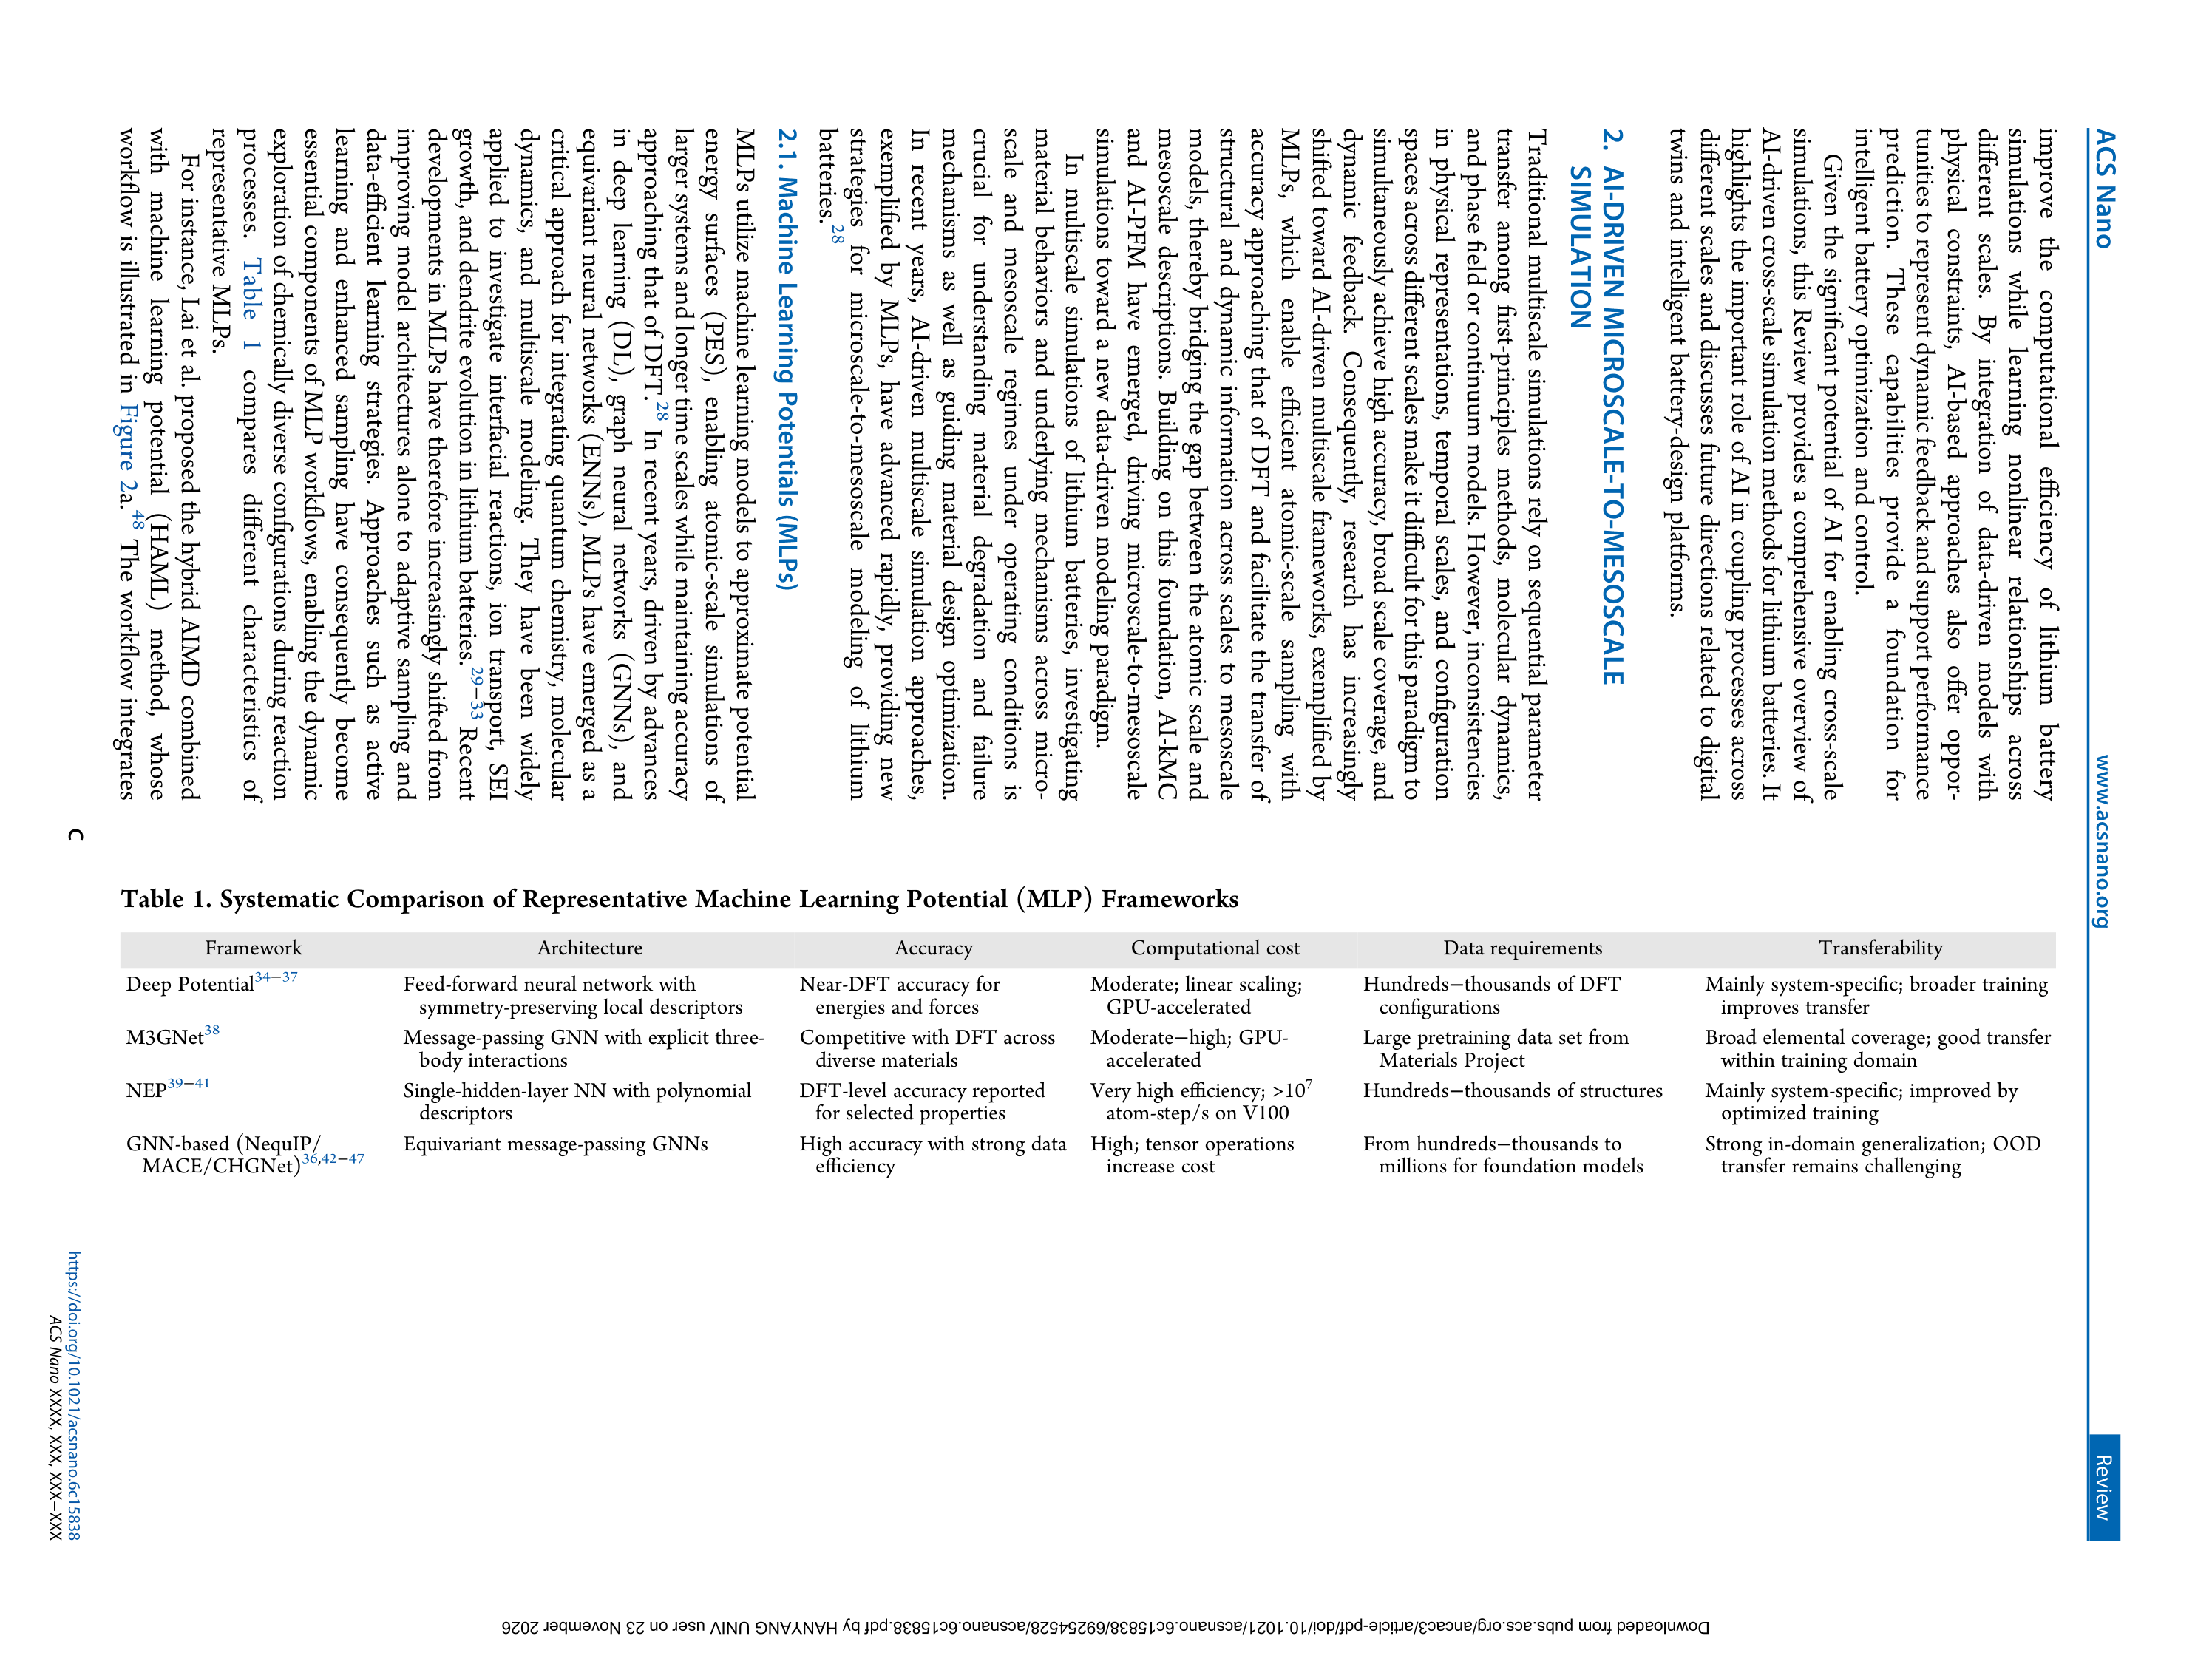 ACS Nano
www.acsnano.org
Review
improve the computational efficiency of lithium battery
simulations while learning nonlinear relationships across
different scales. By integration of data-driven models with
physical constraints, AI-based approaches also offer oppor-
tunities to represent dynamic feedback and support performance
prediction. These capabilities provide a foundation for
intelligent battery optimization and control.
Given the significant potential of AI for enabling cross-scale
simulations, this Review provides a comprehensive overview of
AI-driven cross-scale simulation methods for lithium batteries. It
highlights the important role of AI in coupling processes across
different scales and discusses future directions related to digital
twins and intelligent battery-design platforms.
2. AI-DRIVEN MICROSCALE-TO-MESOSCALE
SIMULATION
Traditional multiscale simulations rely on sequential parameter
transfer among first-principles methods, molecular dynamics,
and phase field or continuum models. However, inconsistencies
in physical representations, temporal scales, and configuration
spaces across different scales make it difficult for this paradigm to
simultaneously achieve high accuracy, broad scale coverage, and
dynamic feedback. Consequently, research has increasingly
shifted toward AI-driven multiscale frameworks, exemplified by
MLPs, which enable efficient atomic-scale sampling with
accuracy approaching that of DFT and facilitate the transfer of
structural and dynamic information across scales to mesoscale
models, thereby bridging the gap between the atomic scale and
mesoscale descriptions. Building on this foundation, AI-kMC
and AI-PFM have emerged, driving microscale-to-mesoscale
simulations toward a new data-driven modeling paradigm.
In multiscale simulations of lithium batteries, investigating
material behaviors and underlying mechanisms across micro-
scale and mesoscale regimes under operating conditions is
crucial for understanding material degradation and failure
mechanisms as well as guiding material design optimization.
In recent years, AI-driven multiscale simulation approaches,
exemplified by MLPs, have advanced rapidly, providing new
strategies for microscale-to-mesoscale modeling of lithium
batteries.28
2.1. Machine Learning Potentials (MLPs)
MLPs utilize machine learning models to approximate potential
energy surfaces (PES), enabling atomic-scale simulations of
larger systems and longer time scales while maintaining accuracy
approaching that of DFT.28 In recent years, driven by advances
in deep learning (DL), graph neural networks (GNNs), and
equivariant neural networks (ENNs), MLPs have emerged as a
critical approach for integrating quantum chemistry, molecular
dynamics, and multiscale modeling. They have been widely
applied to investigate interfacial reactions, ion transport, SEI
growth, and dendrite evolution in lithium batteries.29−33 Recent
developments in MLPs have therefore increasingly shifted from
improving model architectures alone to adaptive sampling and
data-efficient learning strategies. Approaches such as active
learning and enhanced sampling have consequently become
essential components of MLP workflows, enabling the dynamic
exploration of chemically diverse configurations during reaction
processes. Table 1 compares different characteristics of
representative MLPs.
For instance, Lai et al. proposed the hybrid AIMD combined
with machine learning potential (HAML) method, whose
workflow is illustrated in Figure 2a.48 The workflow integrates
Table 1. Systematic Comparison of Representative Machine Learning Potential (MLP) Frameworks
Framework Architecture Accuracy Computational cost Data requirements Transferability
Deep Potential34−37 Feed-forward neural network with Near-DFT accuracy for Moderate; linear scaling; Hundreds−thousands of DFT Mainly system-specific; broader training
symmetry-preserving local descriptors energies and forces GPU-accelerated configurations improves transfer
M3GNet38 Message-passing GNN with explicit three- Competitive with DFT across Moderate−high; GPU- Large pretraining data set from Broad elemental coverage; good transfer
body interactions diverse materials accelerated Materials Project within training domain
NEP39−41 Single-hidden-layer NN with polynomial DFT-level accuracy reported Very high efficiency; >107 Hundreds−thousands of structures Mainly system-specific; improved by
descriptors for selected properties atom-step/s on V100 optimized training
GNN-based (NequIP/ Equivariant message-passing GNNs High accuracy with strong data High; tensor operations From hundreds−thousands to Strong in-domain generalization; OOD
MACE/CHGNet)36,42−47 efficiency increase cost millions for foundation models transfer remains challenging
C
https://doi.org/10.1021/acsnano.6c15838
ACS Nano XXXX, XXX, XXX−XXX
Downloaded from pubs.acs.org/ancac3/article-pdf/doi/10.1021/acsnano.6c15838/69254528/acsnano.6c15838.pdf by HANYANG UNIV user on 23 November 2026